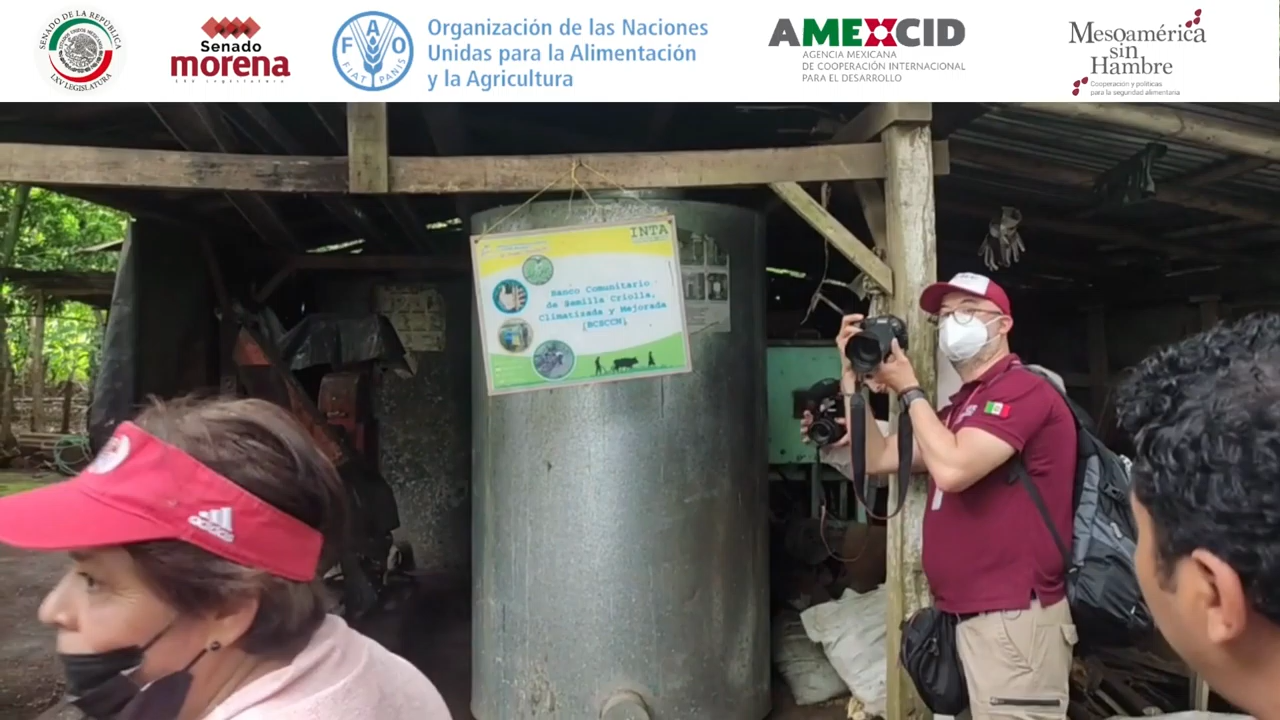 SENADO DE LA REPÚBLICA
LXV LEGISLATURA
Senado
morena
FAO
FIAT PANIS
Organización de las Naciones
Unidas para la Alimentación
y la Agricultura
AMEXCID
AGENCIA MEXICANA
DE COOPERACIÓN INTERNACIONAL
PARA EL DESARROLLO
Mesoamérica
sin
Hambre
Cooperación y políticas
para la seguridad alimentaria
INTA
Banco Comunitario
de Semilla Criolla,
Climatizada y Mejorada
(BCSCCM)
adidas